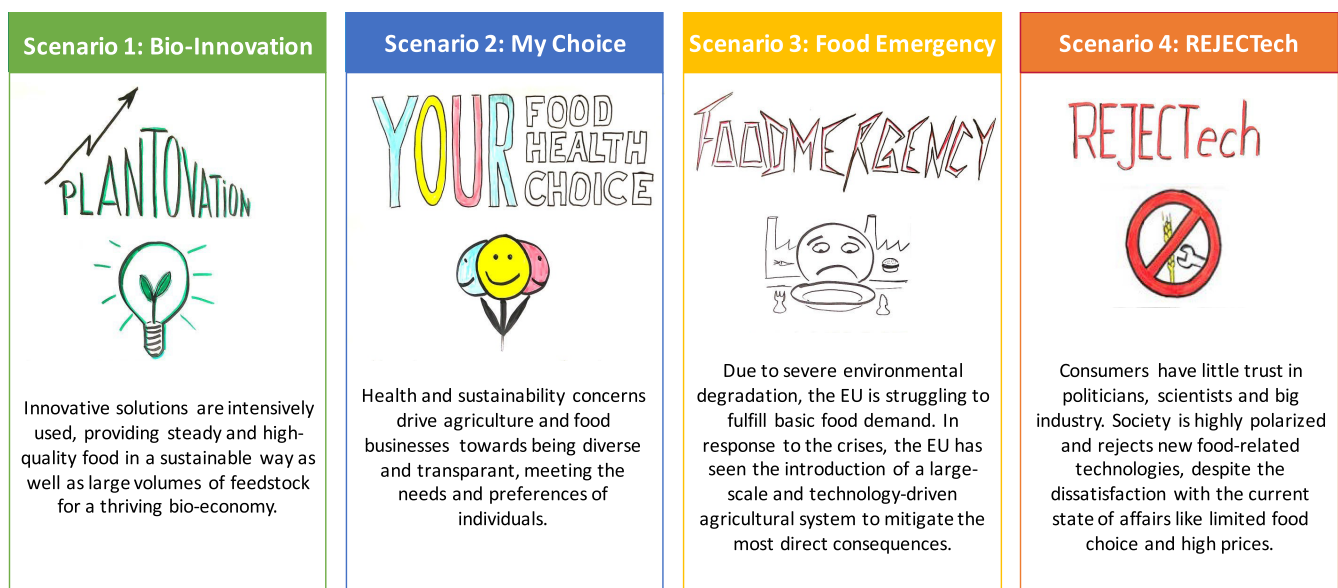 Scenario 1: Bio-Innovation
PLANTOVATiON
Innovative solutions are intensively
used, providing steady and high-
quality food in a sustainable way as
well as large volumes of feedstock
for a thriving bio-economy.
Scenario 2: My Choice
YOUR FOOD
HEALTH
CHOICE
Health and sustainability concerns
drive agriculture and food
businesses towards being diverse
and transparant, meeting the
needs and preferences of
individuals.
Scenario 3: Food Emergency
FOODMERGENCY
Due to severe environmental
degradation, the EU is struggling to
fulfill basic food demand. In
response to the crises, the EU has
seen the introduction of a large-
scale and technology-driven
agricultural system to mitigate the
most direct consequences.
Scenario 4: REJECTech
REJECTech
Consumers have little trust in
politicians, scientists and big
industry. Society is highly polarized
and rejects new food-related
technologies, despite the
dissatisfaction with the current
state of affairs like limited food
choice and high prices.